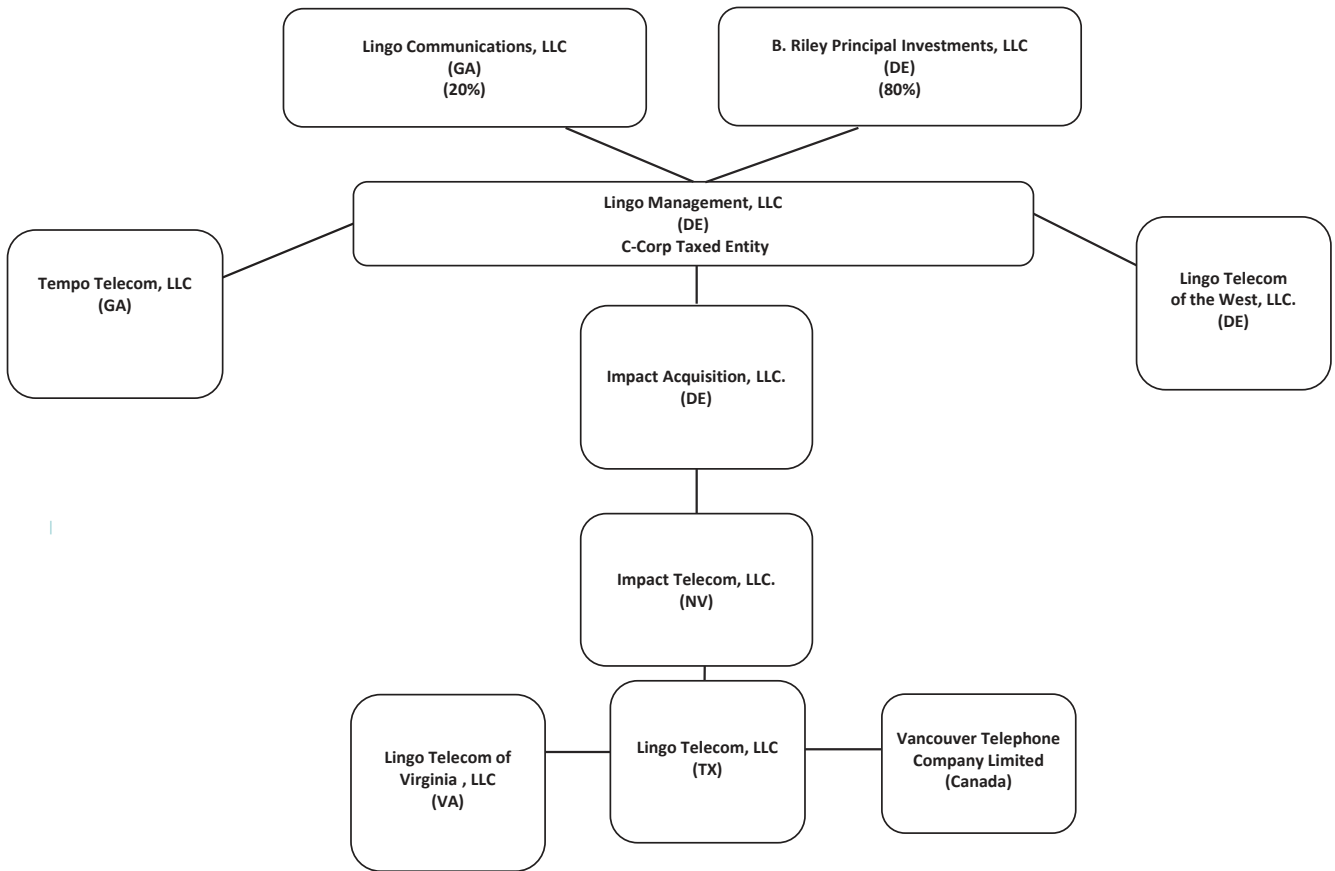 Lingo Communications, LLC
(GA)
(20%)
B. Riley Principal Investments, LLC
(DE)
(80%)
Lingo Management, LLC
(DE)
C-Corp Taxed Entity
Tempo Telecom, LLC
(GA)
Lingo Telecom
of the West, LLC.
(DE)
Impact Acquisition, LLC.
(DE)
Impact Telecom, LLC.
(NV)
Lingo Telecom of
Virginia , LLC
(VA)
Lingo Telecom, LLC
(TX)
Vancouver Telephone
Company Limited
(Canada)